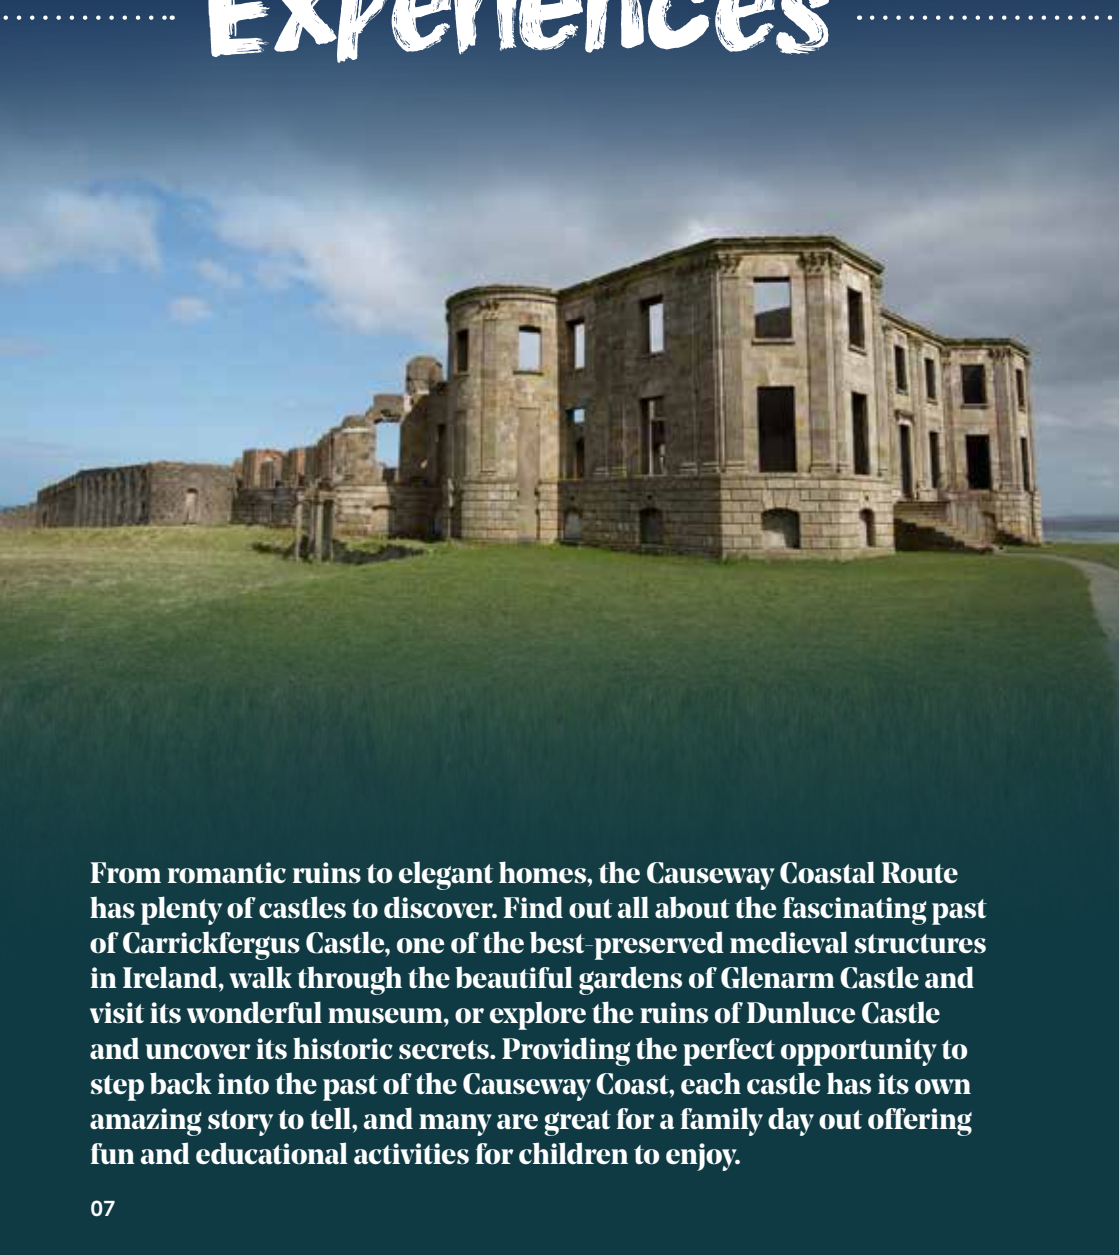 Experiences
From romantic ruins to elegant homes, the Causeway Coastal Route
has plenty of castles to discover. Find out all about the fascinating past
of Carrickfergus Castle, one of the best-preserved medieval structures
in Ireland, walk through the beautiful gardens of Glenarm Castle and
visit its wonderful museum, or explore the ruins of Dunluce Castle
and uncover its historic secrets. Providing the perfect opportunity to
step back into the past of the Causeway Coast, each castle has its own
amazing story to tell, and many are great for a family day out offering
fun and educational activities for children to enjoy.
07